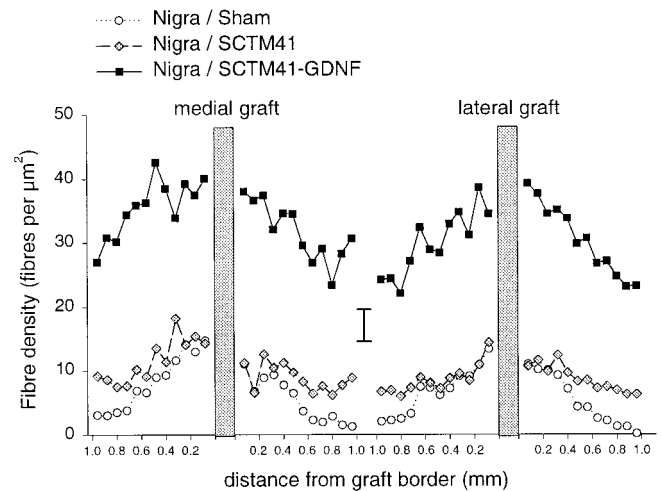 Nigra / Sham
Nigra / SCTM41
Nigra / SCTM41-GDNF
medial graft lateral graft
Fibre density (fibres per µm²)
50
40
30
20
10
0
1.0 0.8 0.6 0.4 0.2 0.2 0.4 0.6 0.8 1.0 1.0 0.8 0.6 0.4 0.2 0.2 0.4 0.6 0.8 1.0
distance from graft border (mm)